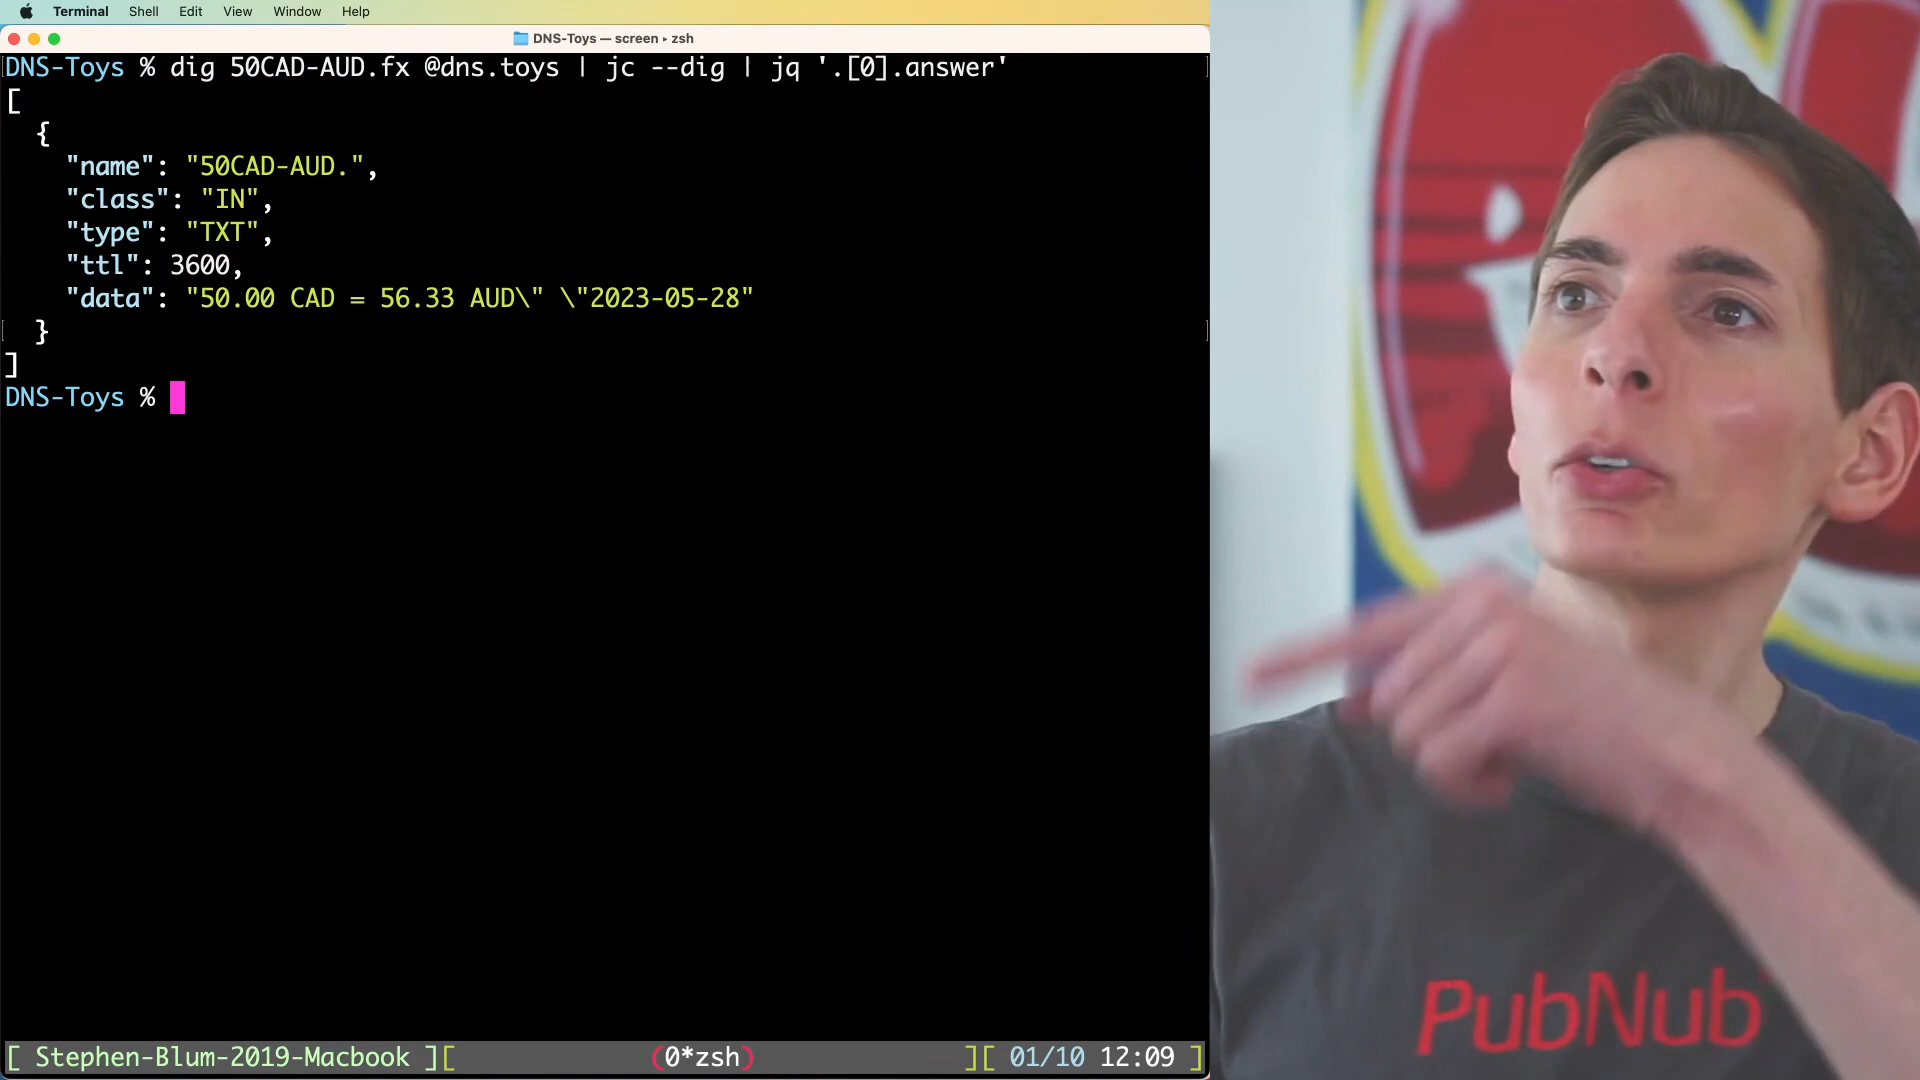 Terminal Shell Edit View Window Help
DNS-Toys — screen ▸ zsh
DNS-Toys % dig 50CAD-AUD.fx @dns.toys | jc --dig | jq '.[0].answer'
[
  {
    "name": "50CAD-AUD.",
    "class": "IN",
    "type": "TXT",
    "ttl": 3600,
    "data": "50.00 CAD = 56.33 AUD\" \"2023-05-28"
  }
]
DNS-Toys %
[ Stephen-Blum-2019-Macbook ][ (0*zsh) ][ 01/10 12:09 ]
PubNub